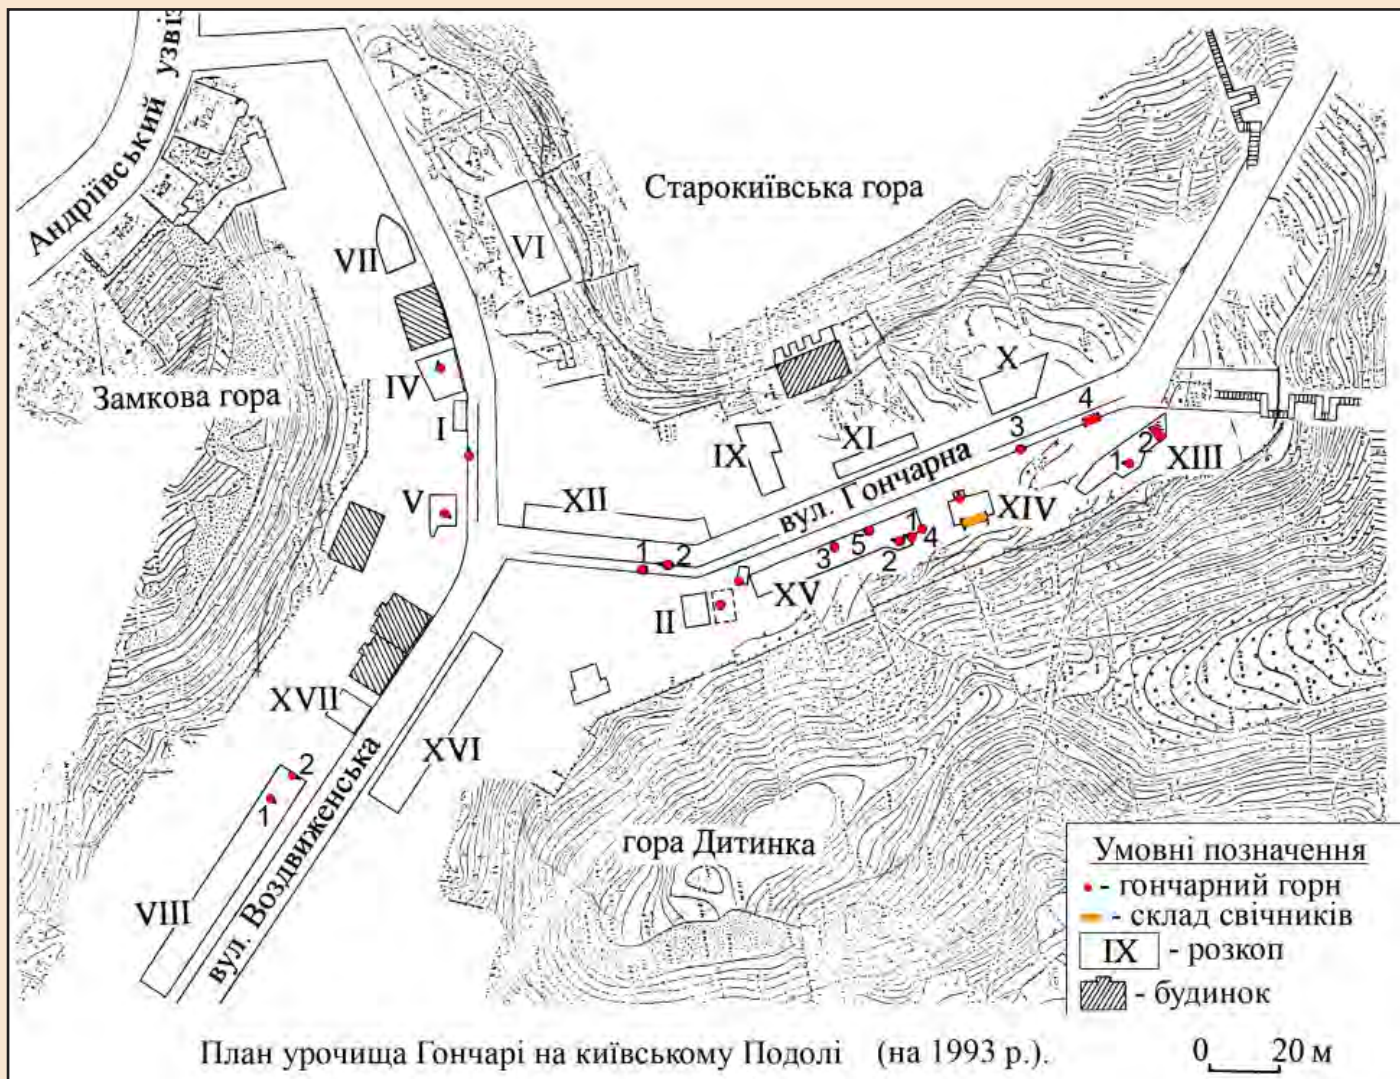 Андріївський узвіз
Старокиївська гора
VII
VI
IV
Замкова гора
I
V
XII
IX
XI
X
4
3
вул. Гончарна
1
2
XIII
XIV
1
2
3
5
1
2
4
XV
II
XVII
XVI
2
1
VIII
вул. Воздвиженська
гора Дитинка
Умовні позначення
- гончарний горн
- склад свічників
IX - розкоп
- будинок
План урочища Гончарі на київському Подолі (на 1993 р.).
0 20 м